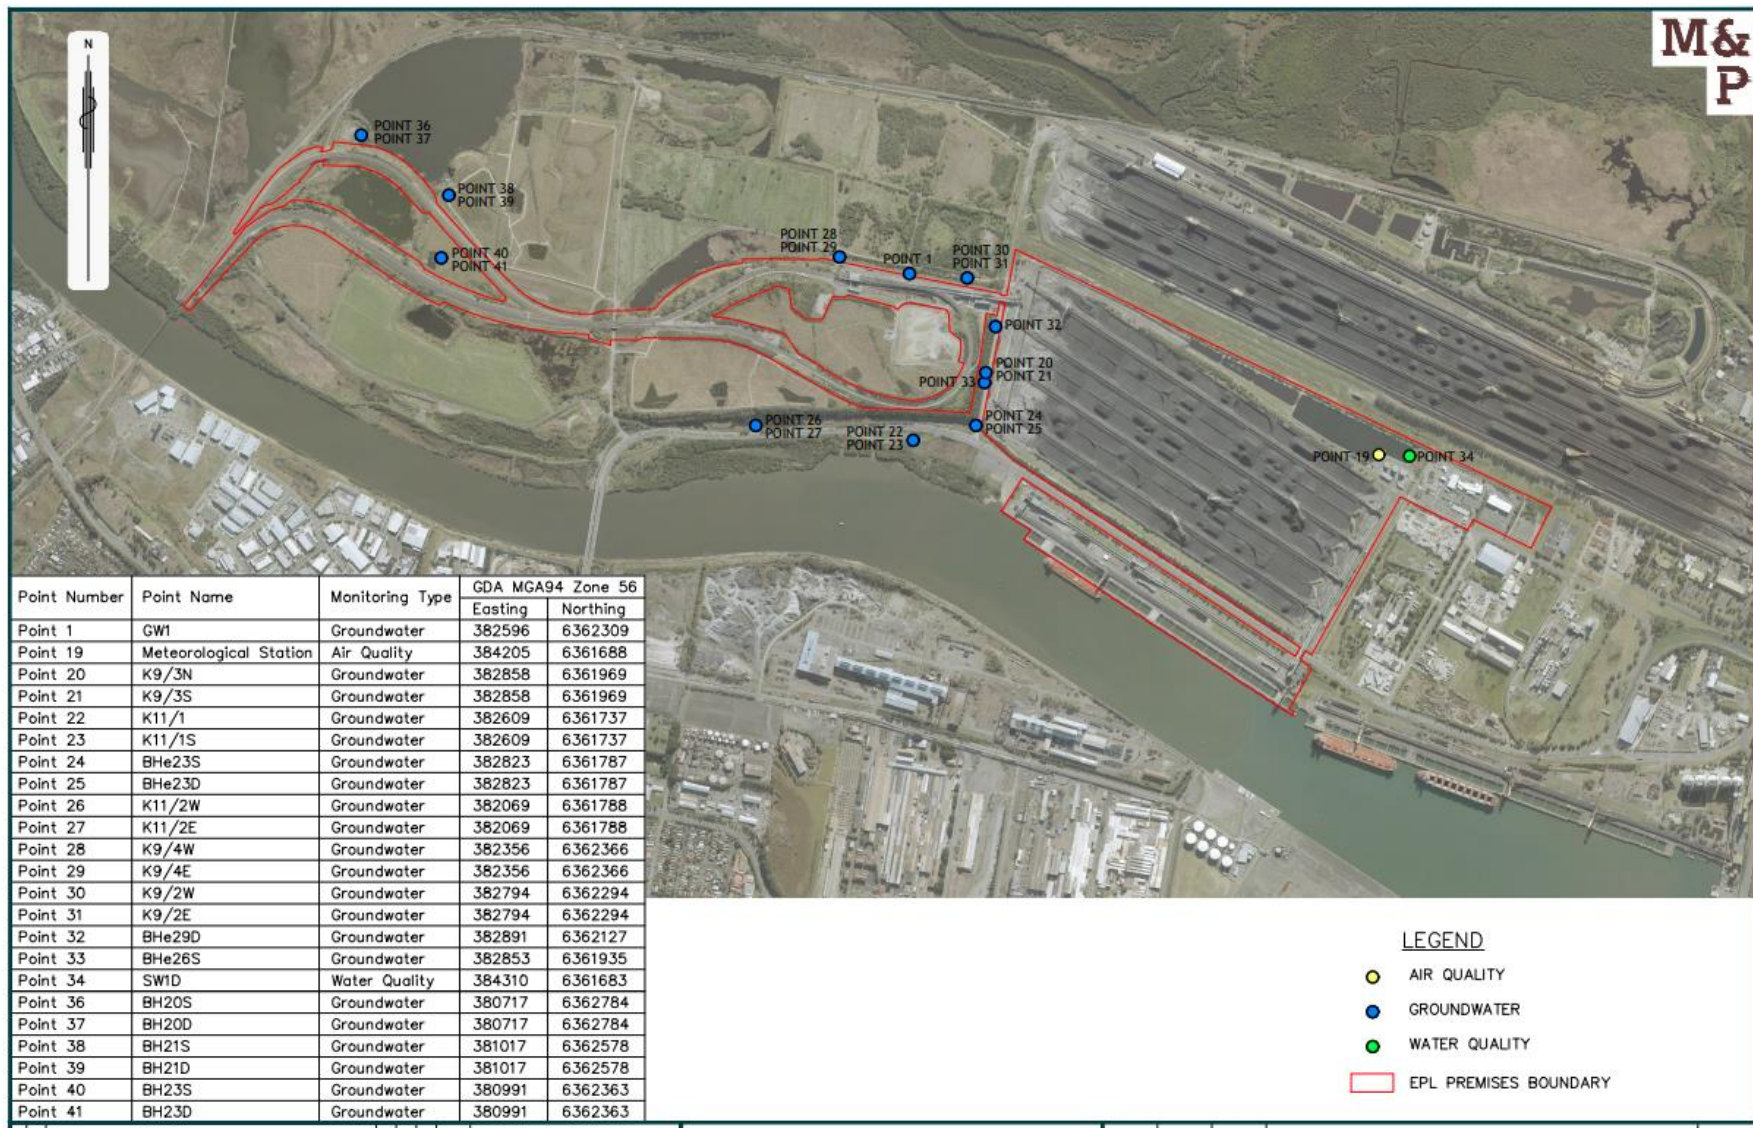 M&
P
N
POINT 36
POINT 37
POINT 38
POINT 39
POINT 40
POINT 41
POINT 28
POINT 29
POINT 1
POINT 30
POINT 31
POINT 32
POINT 20
POINT 21
POINT 33
POINT 24
POINT 25
POINT 26
POINT 27
POINT 22
POINT 23
POINT 19
POINT 34
Point Number Point Name Monitoring Type GDA MGA94 Zone 56
Easting Northing
Point 1 GW1 Groundwater 382596 6362309
Point 19 Meteorological Station Air Quality 384205 6361688
Point 20 K9/3N Groundwater 382858 6361969
Point 21 K9/3S Groundwater 382858 6361969
Point 22 K11/1 Groundwater 382609 6361737
Point 23 K11/1S Groundwater 382609 6361737
Point 24 BHe23S Groundwater 382823 6361787
Point 25 BHe23D Groundwater 382823 6361787
Point 26 K11/2W Groundwater 382069 6361788
Point 27 K11/2E Groundwater 382069 6361788
Point 28 K9/4W Groundwater 382356 6362366
Point 29 K9/4E Groundwater 382356 6362366
Point 30 K9/2W Groundwater 382794 6362294
Point 31 K9/2E Groundwater 382794 6362294
Point 32 BHe29D Groundwater 382891 6362127
Point 33 BHe26S Groundwater 382853 6361935
Point 34 SW1D Water Quality 384310 6361683
Point 36 BH20S Groundwater 380717 6362784
Point 37 BH20D Groundwater 380717 6362784
Point 38 BH21S Groundwater 381017 6362578
Point 39 BH21D Groundwater 381017 6362578
Point 40 BH23S Groundwater 380991 6362363
Point 41 BH23D Groundwater 380991 6362363
LEGEND
AIR QUALITY
GROUNDWATER
WATER QUALITY
EPL PREMISES BOUNDARY